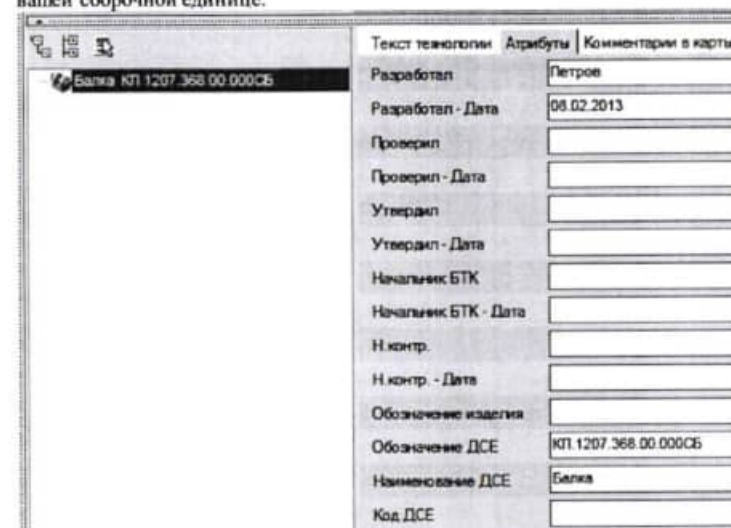 вашей сборочной единице.
Текст технологии Атрибуты Комментарии в карты
Балка КП.1207.368.00.000СБ
Разработал Петров
Разработал - Дата 08.02.2013
Проверил
Проверил - Дата
Утвердил
Утвердил - Дата
Начальник БТК
Начальник БТК - Дата
Н.контр.
Н.контр. - Дата
Обозначение изделия
Обозначение ДСЕ КП.1207.368.00.000СБ
Наименование ДСЕ Балка
Код ДСЕ